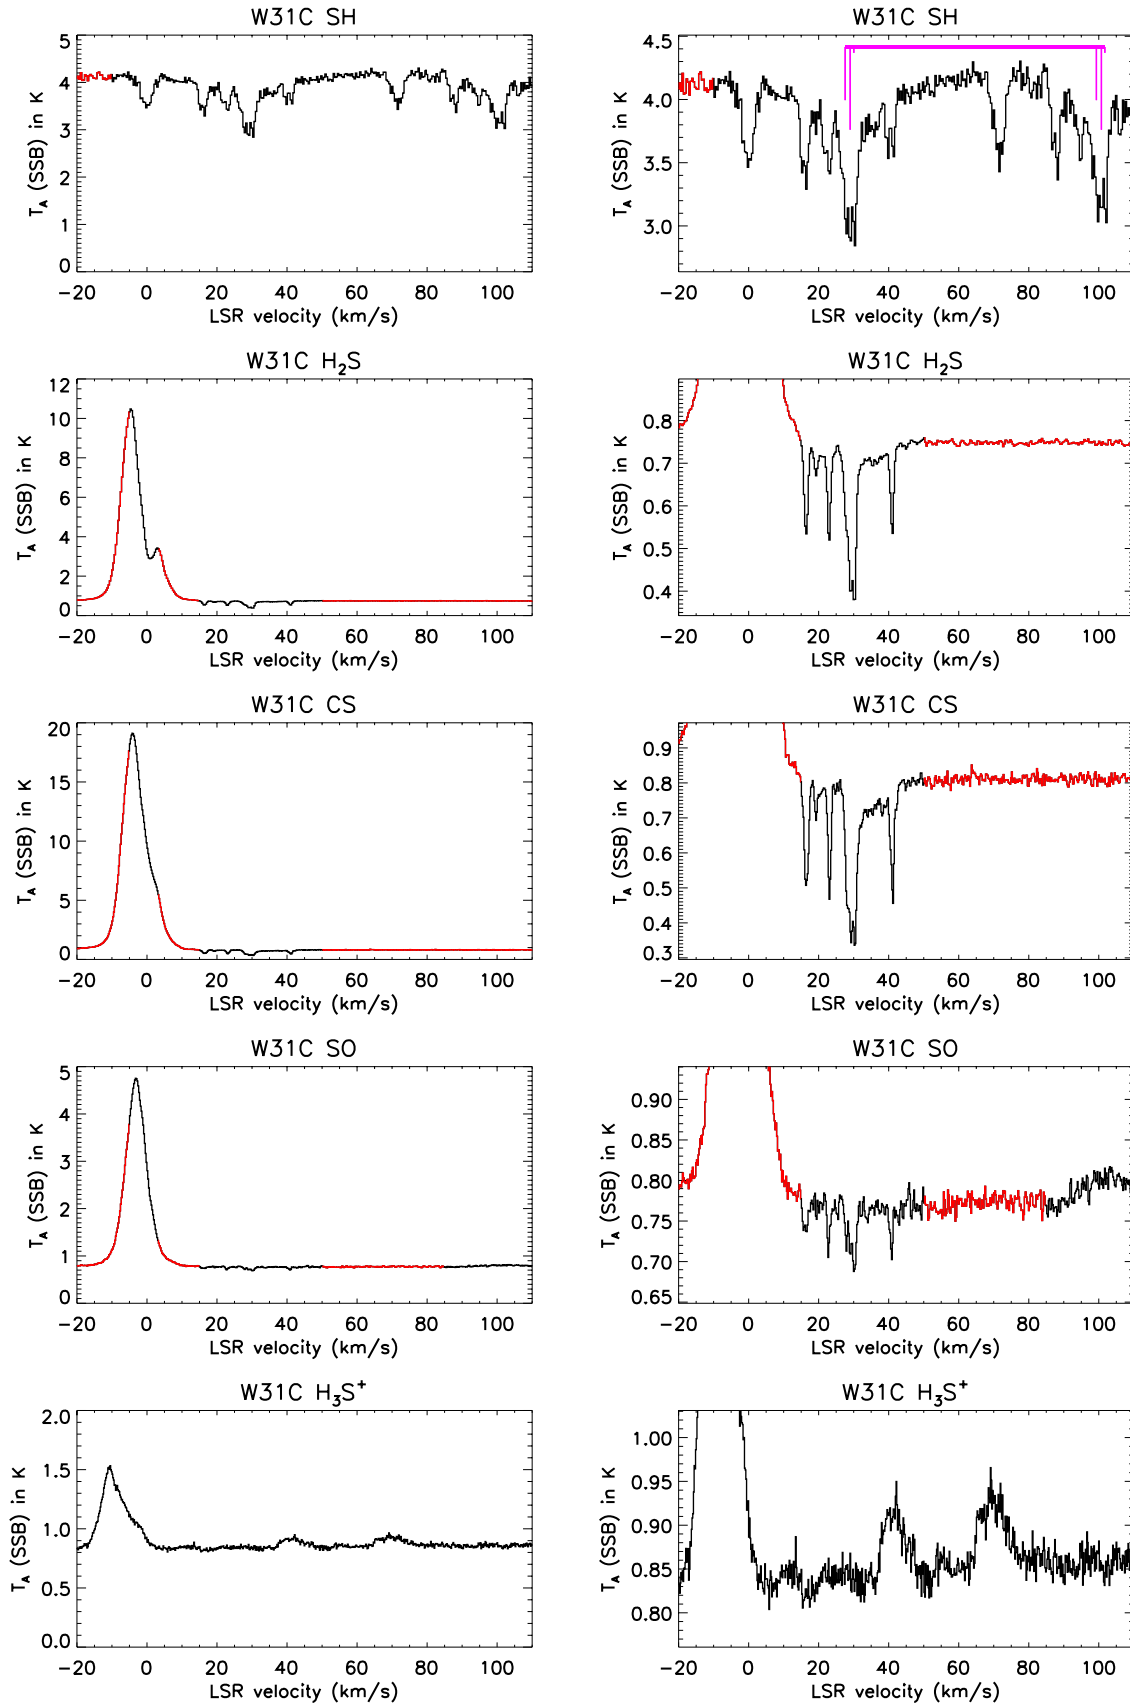 W31C SH
5
4
3
2
1
0
T_A (SSB) in K
−20 0 20 40 60 80 100
LSR velocity (km/s)
W31C SH
4.5
4.0
3.5
3.0
T_A (SSB) in K
−20 0 20 40 60 80 100
LSR velocity (km/s)
W31C H₂S
12
10
8
6
4
2
0
T_A (SSB) in K
−20 0 20 40 60 80 100
LSR velocity (km/s)
W31C H₂S
0.8
0.7
0.6
0.5
0.4
T_A (SSB) in K
−20 0 20 40 60 80 100
LSR velocity (km/s)
W31C CS
20
15
10
5
0
T_A (SSB) in K
−20 0 20 40 60 80 100
LSR velocity (km/s)
W31C CS
0.9
0.8
0.7
0.6
0.5
0.4
0.3
T_A (SSB) in K
−20 0 20 40 60 80 100
LSR velocity (km/s)
W31C SO
5
4
3
2
1
0
T_A (SSB) in K
−20 0 20 40 60 80 100
LSR velocity (km/s)
W31C SO
0.90
0.85
0.80
0.75
0.70
0.65
T_A (SSB) in K
−20 0 20 40 60 80 100
LSR velocity (km/s)
W31C H₃S⁺
2.0
1.5
1.0
0.5
0.0
T_A (SSB) in K
−20 0 20 40 60 80 100
LSR velocity (km/s)
W31C H₃S⁺
1.00
0.95
0.90
0.85
0.80
T_A (SSB) in K
−20 0 20 40 60 80 100
LSR velocity (km/s)